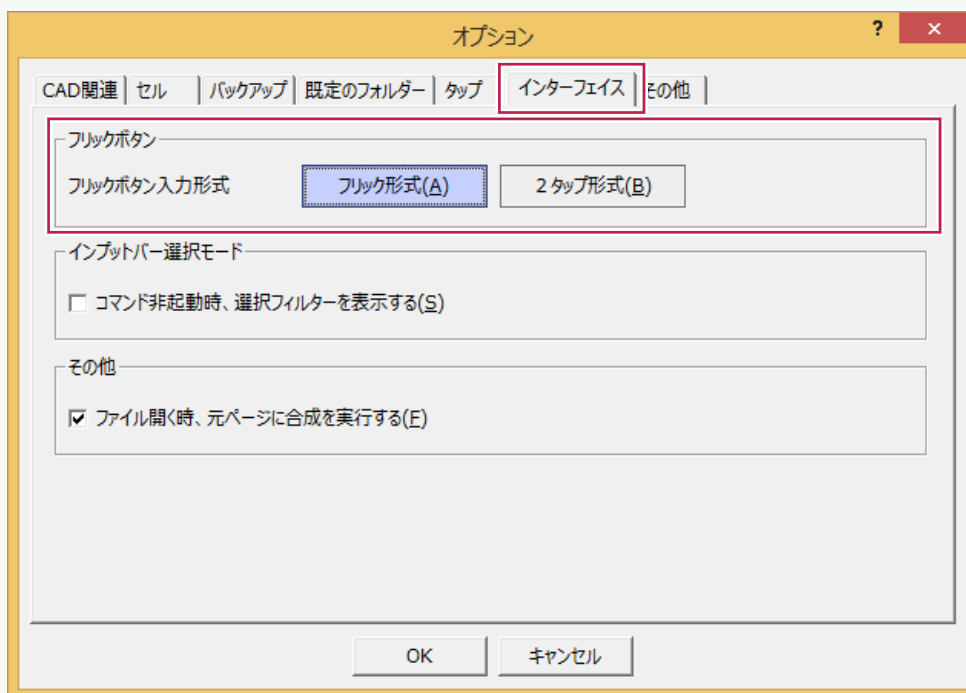 オプション
?
×
CAD関連 セル バックアップ 既定のフォルダー タップ インターフェイス その他
フリックボタン
フリックボタン入力形式 フリック形式(A) 2 タップ形式(B)
インプットバー選択モード
コマンド非起動時、選択フィルターを表示する(S)
その他
ファイル開く時、元ページに合成を実行する(F)
OK キャンセル